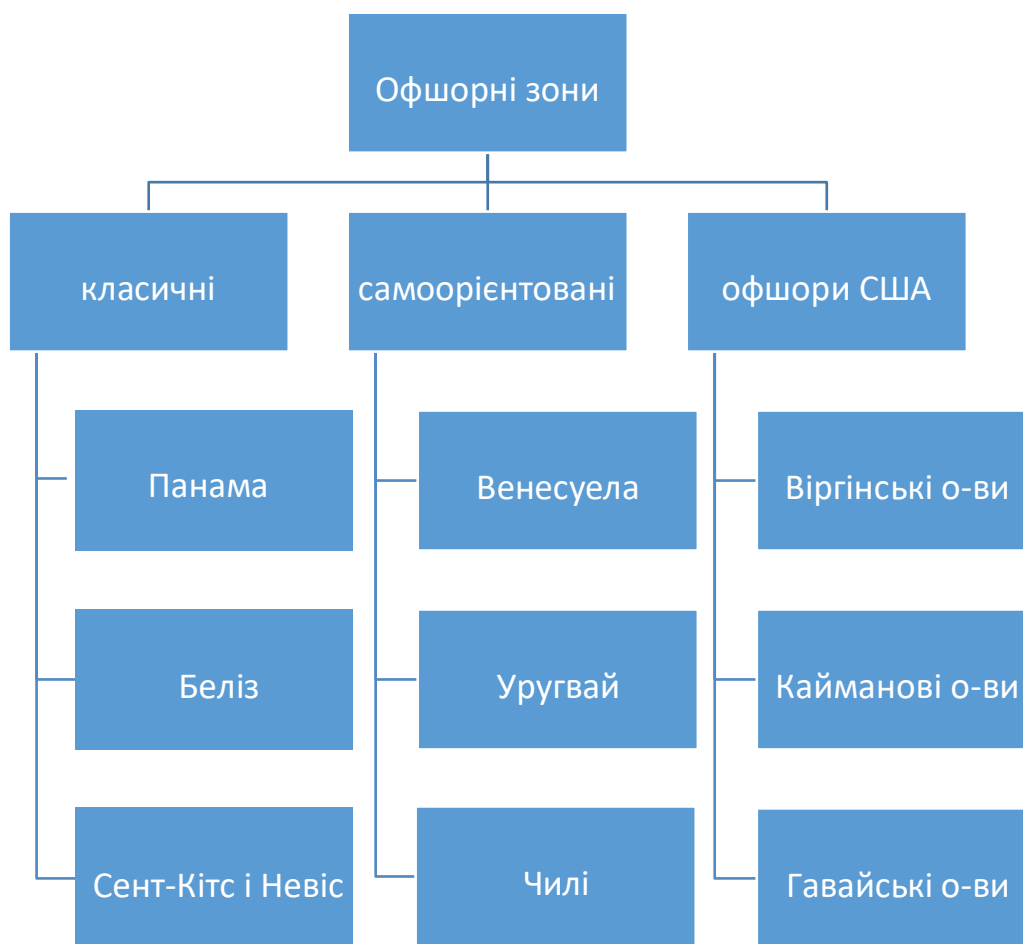 Офшорні зони
класичні
самоорієнтовані
офшори США
Панама
Венесуела
Віргінські о-ви
Беліз
Уругвай
Кайманові о-ви
Сент-Кітс і Невіс
Чилі
Гавайські о-ви